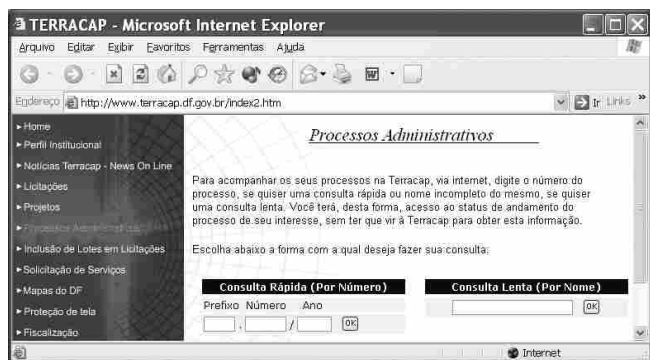 TERRACAP - Microsoft Internet Explorer
Arquivo Editar Exibir Favoritos Ferramentas Ajuda
Endereço http://www.terracap.df.gov.br/index2.htm Ir Links »
Home
Perfil Institucional
Notícias Terracap - News On Line
Licitações
Projetos
Processos Administrativos
Inclusão de Lotes em Licitações
Solicitação de Serviços
Mapas do DF
Proteção de tela
Fiscalização
Processos Administrativos
Para acompanhar os seus processos na Terracap, via internet, digite o número do
processo, se quiser uma consulta rápida ou nome incompleto do mesmo, se quiser
uma consulta lenta. Você terá, desta forma, acesso ao status de andamento do
processo de seu interesse, sem ter que vir à Terracap para obter esta informação.
Escolha abaixo a forma com a qual deseja fazer sua consulta:
Consulta Rápida (Por Número)
Prefixo Número Ano
. / OK
Consulta Lenta (Por Nome)
OK
Internet